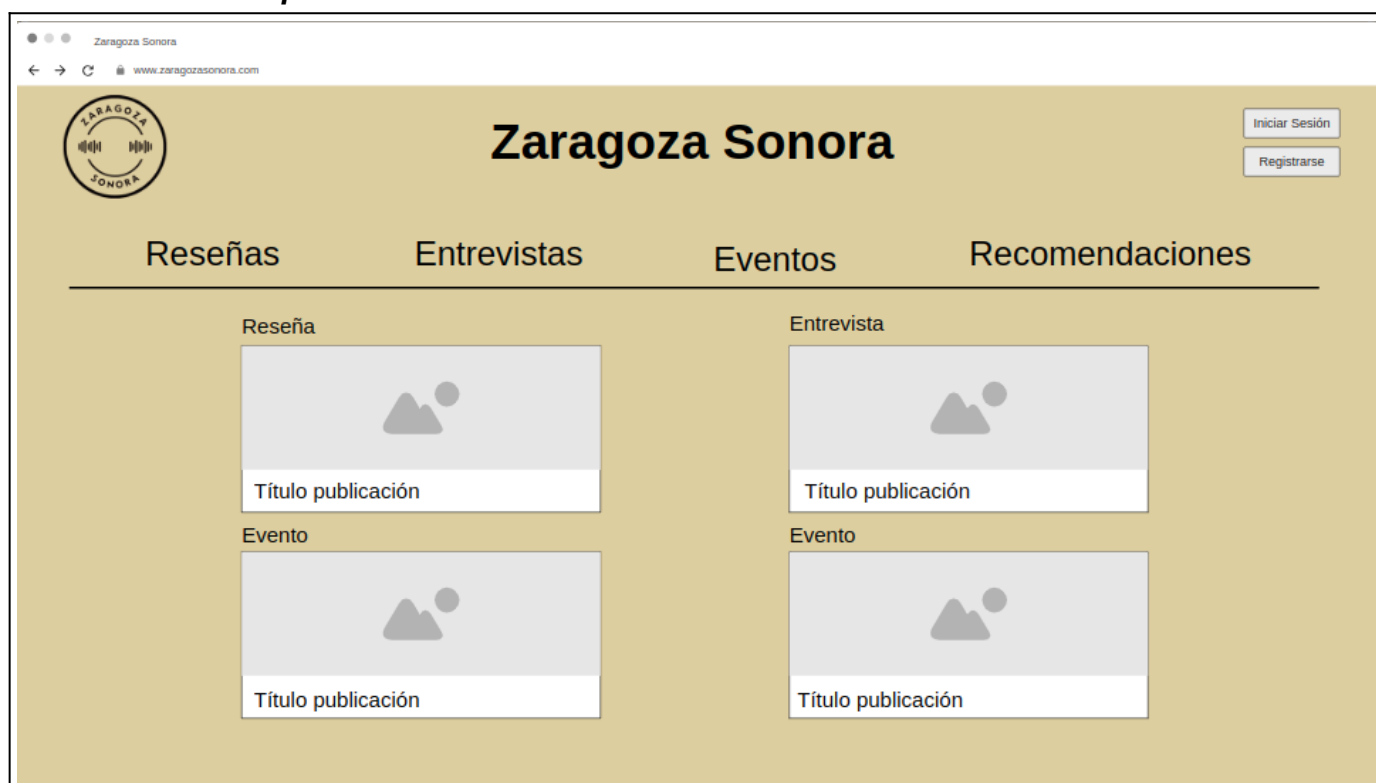 Zaragoza Sonora
www.zaragozasonora.com
ZARAGOZA
SONORA
Zaragoza Sonora
Iniciar Sesión
Registrarse
Reseñas Entrevistas Eventos Recomendaciones
Reseña Entrevista
Título publicación Título publicación
Evento Evento
Título publicación Título publicación